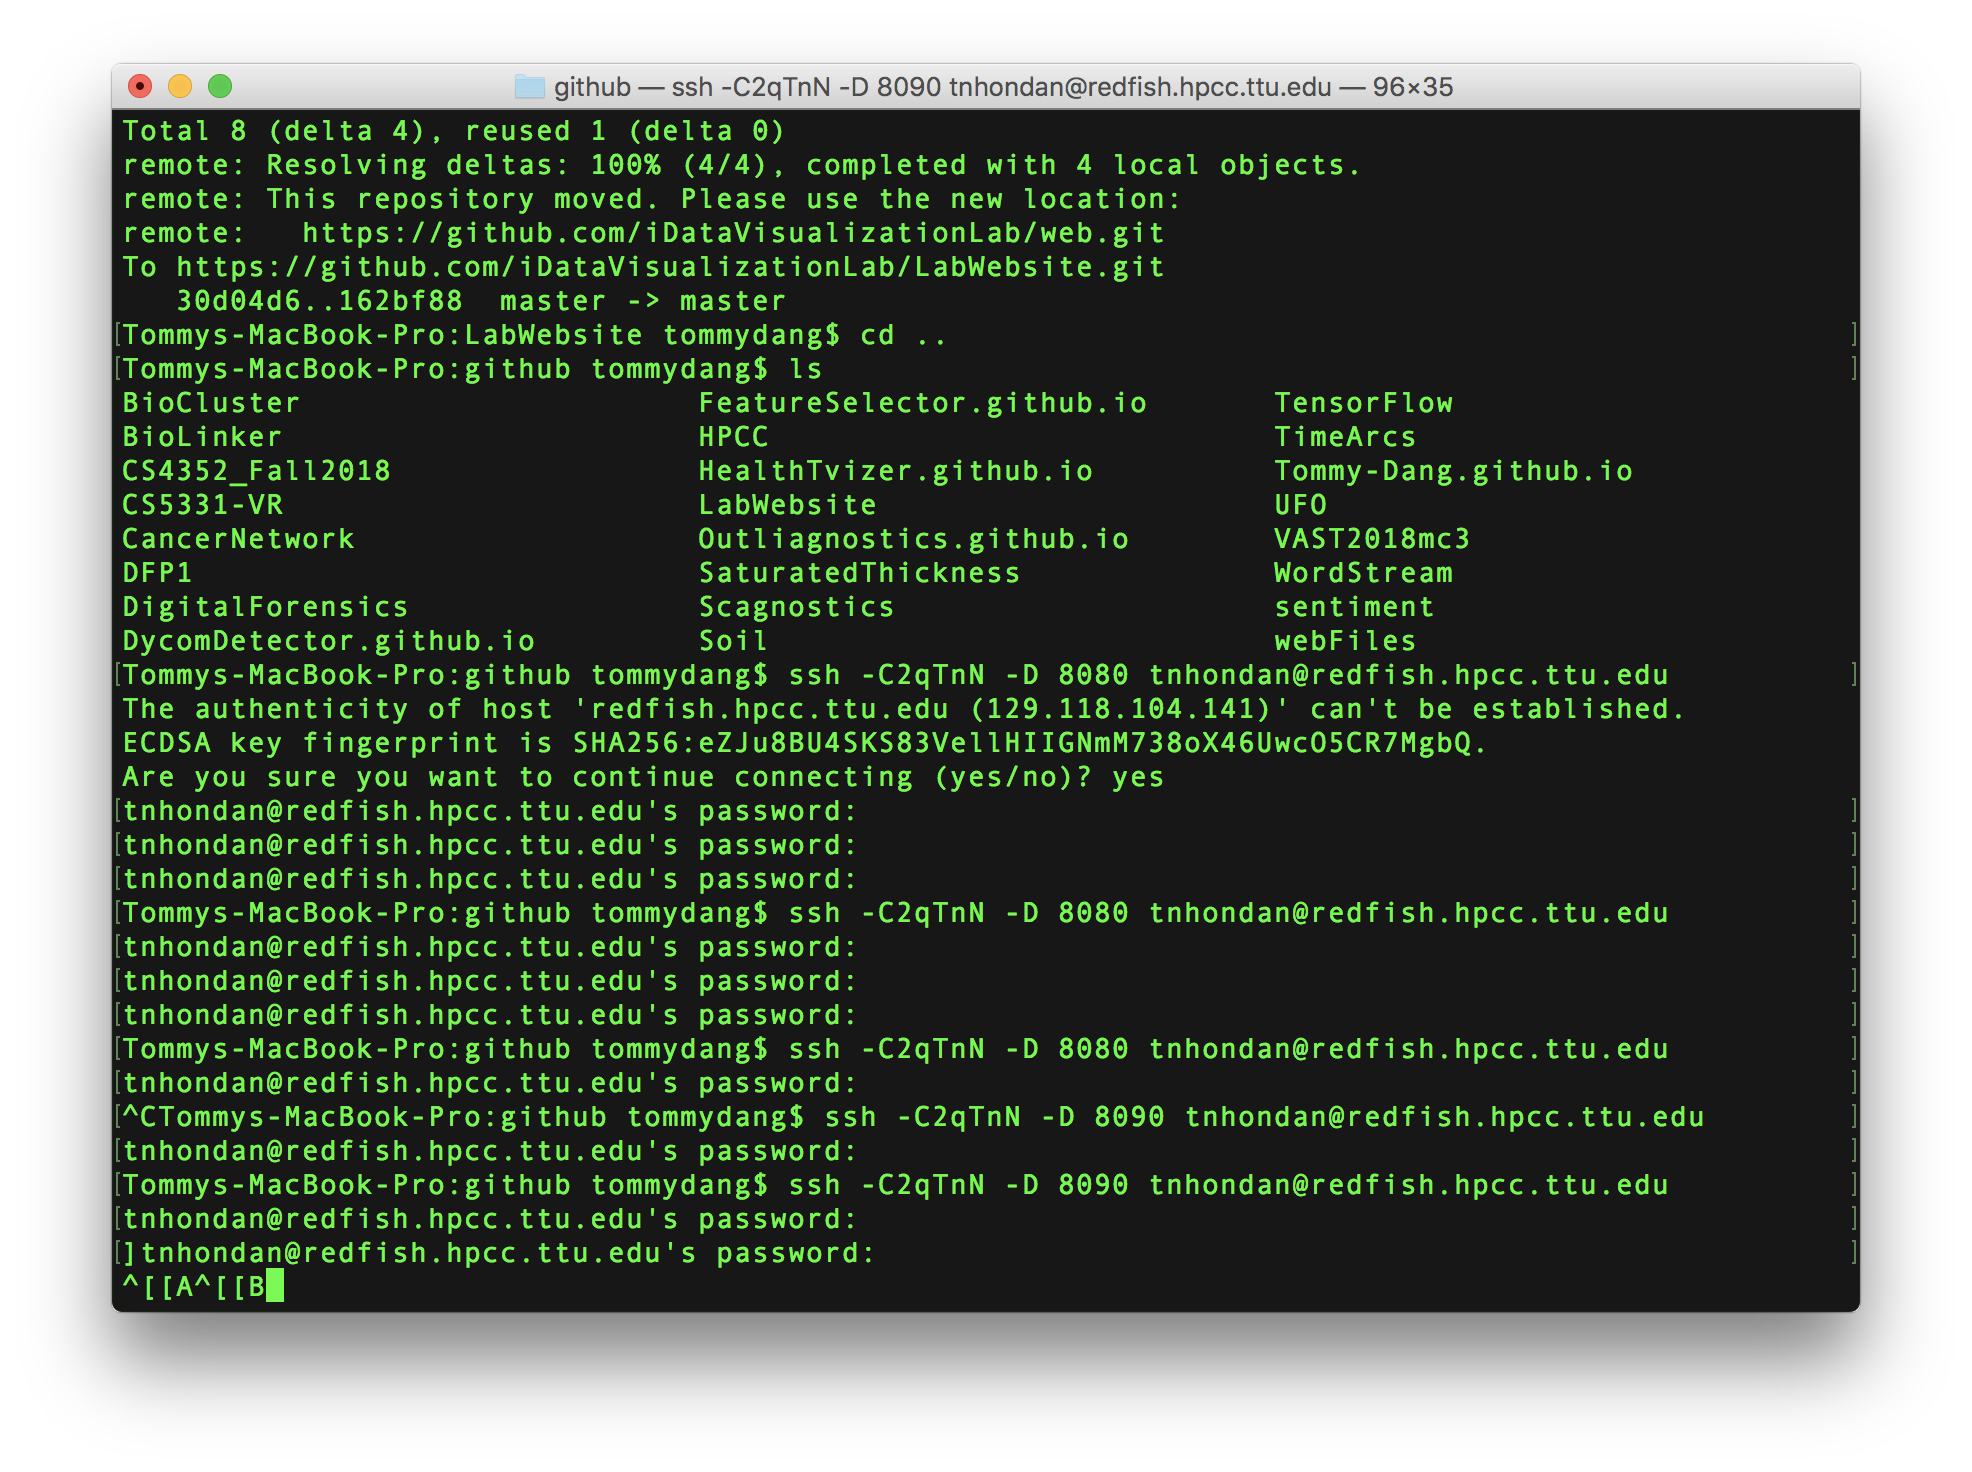 github — ssh -C2qTnN -D 8090 tnhondan@redfish.hpcc.ttu.edu — 96×35
Total 8 (delta 4), reused 1 (delta 0)
remote: Resolving deltas: 100% (4/4), completed with 4 local objects.
remote: This repository moved. Please use the new location:
remote:   https://github.com/iDataVisualizationLab/web.git
To https://github.com/iDataVisualizationLab/LabWebsite.git
   30d04d6..162bf88  master -> master
[Tommys-MacBook-Pro:LabWebsite tommydang$ cd .. ]
[Tommys-MacBook-Pro:github tommydang$ ls ]
BioCluster FeatureSelector.github.io TensorFlow
BioLinker HPCC TimeArcs
CS4352_Fall2018 HealthTvizer.github.io Tommy-Dang.github.io
CS5331-VR LabWebsite UFO
CancerNetwork Outliagnostics.github.io VAST2018mc3
DFP1 SaturatedThickness WordStream
DigitalForensics Scagnostics sentiment
DycomDetector.github.io Soil webFiles
[Tommys-MacBook-Pro:github tommydang$ ssh -C2qTnN -D 8080 tnhondan@redfish.hpcc.ttu.edu ]
The authenticity of host 'redfish.hpcc.ttu.edu (129.118.104.141)' can't be established.
ECDSA key fingerprint is SHA256:eZJu8BU4SKS83VellHIIGNmM738oX46UwcO5CR7MgbQ.
Are you sure you want to continue connecting (yes/no)? yes
[tnhondan@redfish.hpcc.ttu.edu's password: ]
[tnhondan@redfish.hpcc.ttu.edu's password: ]
[tnhondan@redfish.hpcc.ttu.edu's password: ]
[Tommys-MacBook-Pro:github tommydang$ ssh -C2qTnN -D 8080 tnhondan@redfish.hpcc.ttu.edu ]
[tnhondan@redfish.hpcc.ttu.edu's password: ]
[tnhondan@redfish.hpcc.ttu.edu's password: ]
[tnhondan@redfish.hpcc.ttu.edu's password: ]
[Tommys-MacBook-Pro:github tommydang$ ssh -C2qTnN -D 8080 tnhondan@redfish.hpcc.ttu.edu ]
[tnhondan@redfish.hpcc.ttu.edu's password: ]
[^CTommys-MacBook-Pro:github tommydang$ ssh -C2qTnN -D 8090 tnhondan@redfish.hpcc.ttu.edu ]
[tnhondan@redfish.hpcc.ttu.edu's password: ]
[Tommys-MacBook-Pro:github tommydang$ ssh -C2qTnN -D 8090 tnhondan@redfish.hpcc.ttu.edu ]
[tnhondan@redfish.hpcc.ttu.edu's password: ]
[]tnhondan@redfish.hpcc.ttu.edu's password: ]
^[[A^[[B